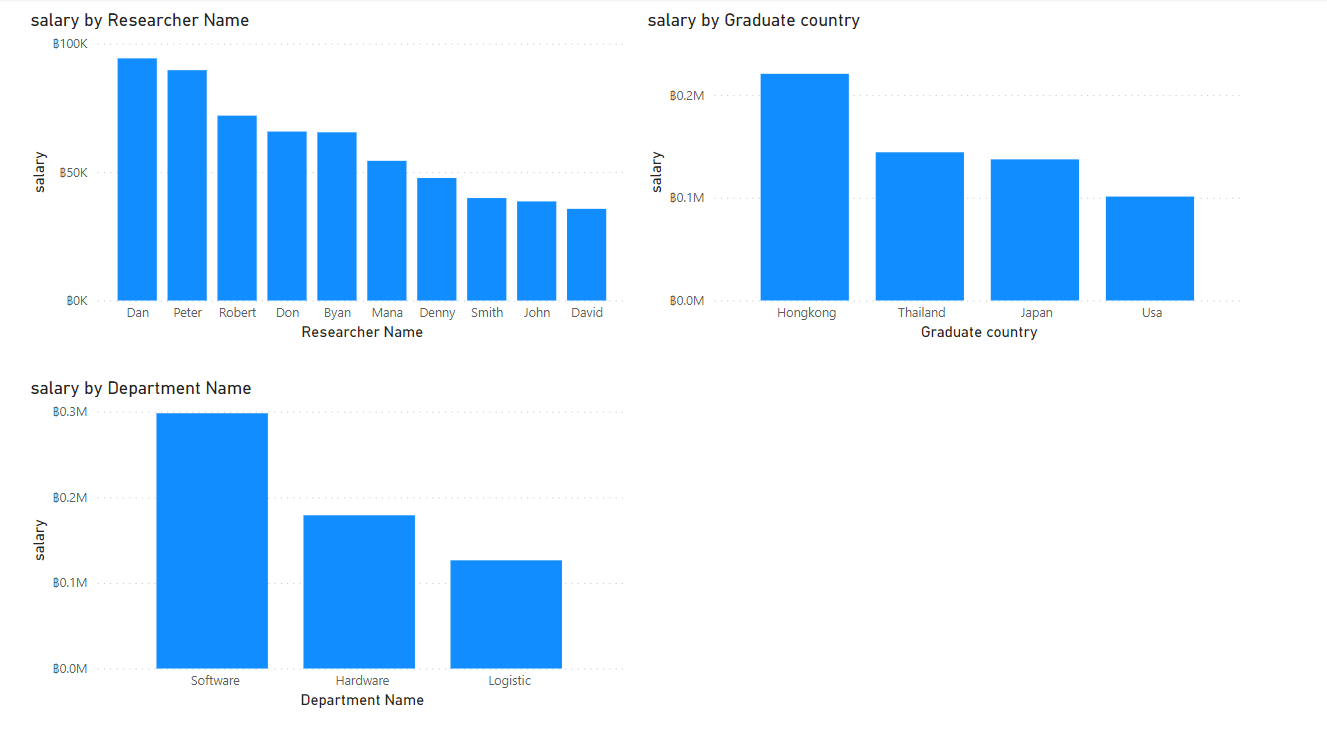 salary by Researcher Name
฿100K
฿50K
฿0K
salary
Dan Peter Robert Don Byan Mana Denny Smith John David
Researcher Name
salary by Graduate country
฿0.2M
฿0.1M
฿0.0M
salary
Hongkong Thailand Japan Usa
Graduate country
salary by Department Name
฿0.3M
฿0.2M
฿0.1M
฿0.0M
salary
Software Hardware Logistic
Department Name